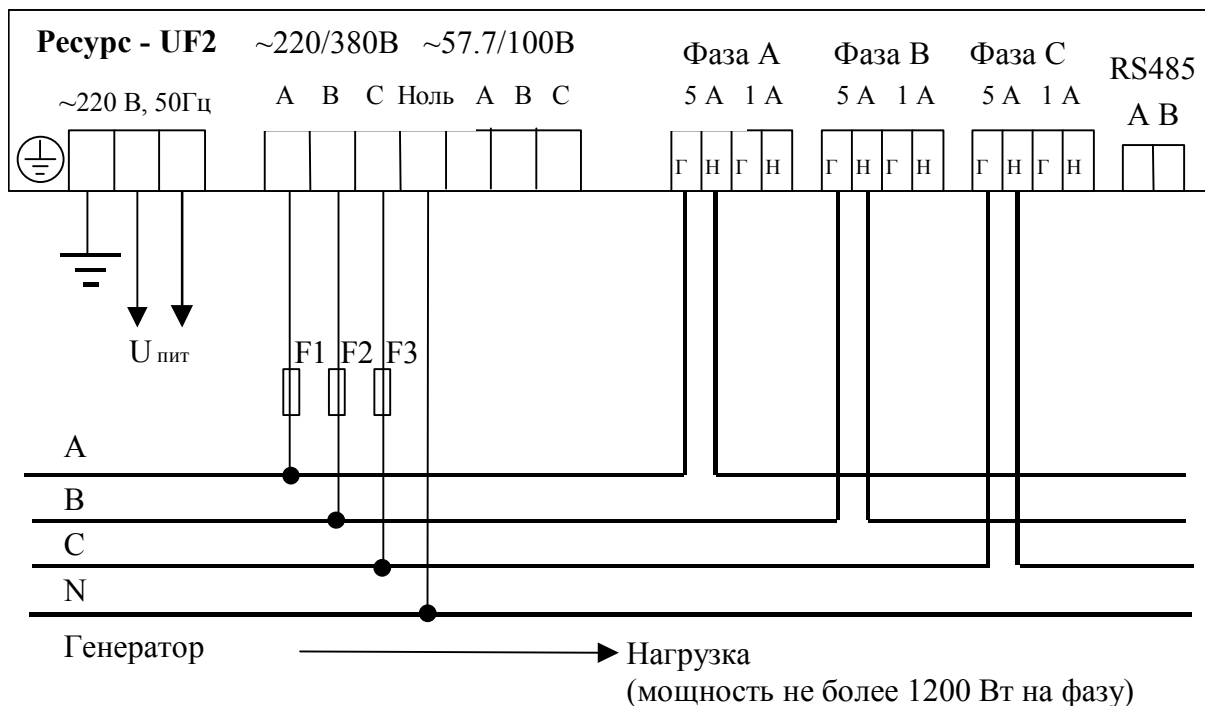 Ресурс - UF2 ~220/380В ~57.7/100В Фаза А Фаза В Фаза С RS485
~220 В, 50Гц А В С Ноль А В С 5 А 1 А 5 А 1 А 5 А 1 А А В
Г Н Г Н Г Н Г Н Г Н Г Н
U пит
F1 F2 F3
А
В
С
N
Генератор Нагрузка
(мощность не более 1200 Вт на фазу)